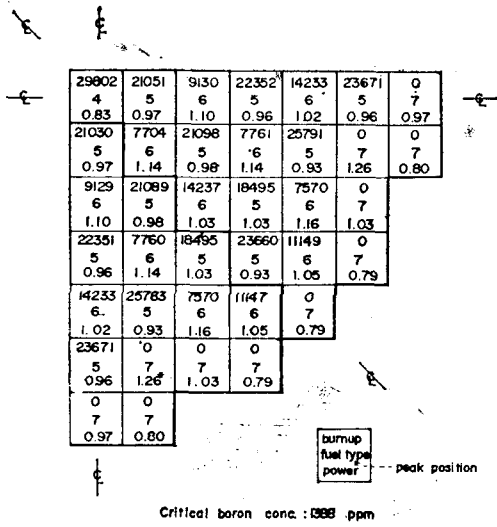 29802 21051 9130 22352 14233 23671 0
4 5 6 5 6 5 7
0.83 0.97 1.10 0.96 1.02 0.96 0.97
21030 7704 21098 7761 25791 0 0
5 6 5 6 5 7 7
0.97 1.14 0.98 1.14 0.93 1.26 0.80
9129 21089 14237 18495 7570 0
6 5 6 5 6 7
1.10 0.98 1.03 1.03 1.16 1.03
22351 7760 18495 23660 11149 0
5 6 5 5 6 7
0.96 1.14 1.03 0.93 1.05 0.79
14233 25783 7570 11147 0
6 5 6 6 7
1.02 0.93 1.16 1.05 0.79
23671 0 0 0
5 7 7 7
0.96 1.26 1.03 0.79
0 0
7 7
0.97 0.80
burnup
fuel type
power
peak position
Critical boron conc. : ppm